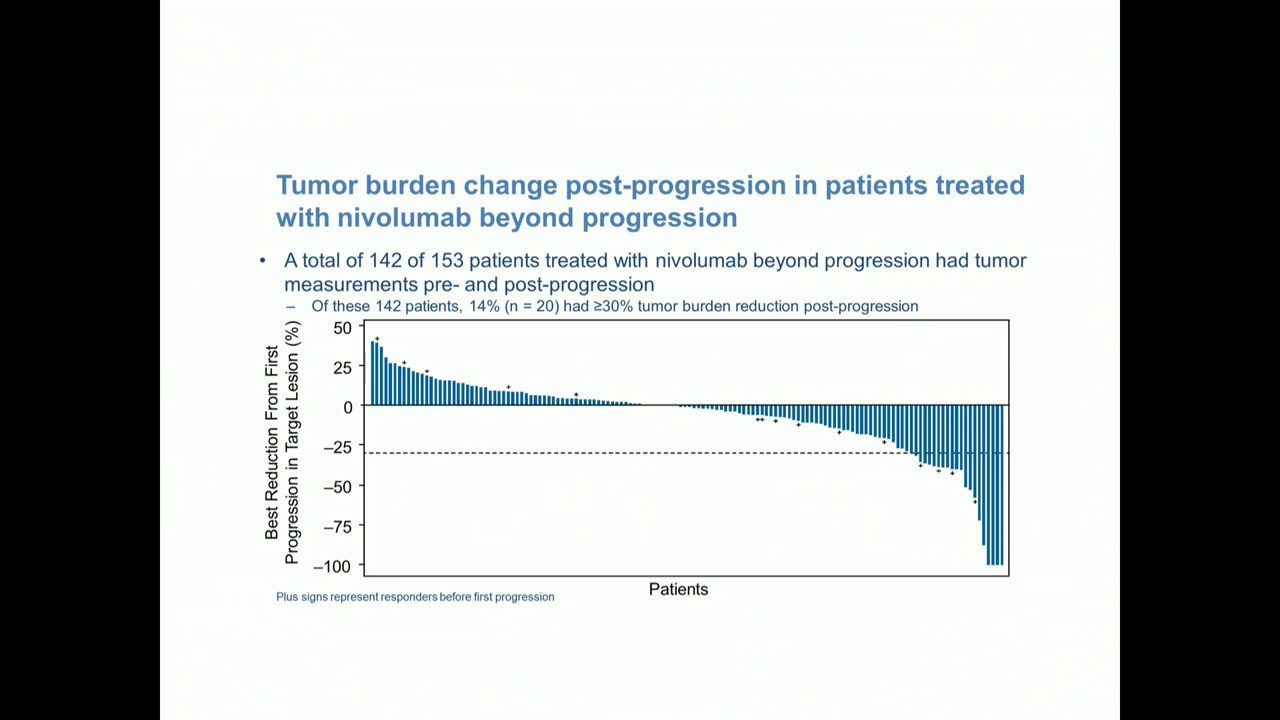 Tumor burden change post-progression in patients treated
with nivolumab beyond progression
• A total of 142 of 153 patients treated with nivolumab beyond progression had tumor
measurements pre- and post-progression
– Of these 142 patients, 14% (n = 20) had ≥30% tumor burden reduction post-progression
Best Reduction From First
Progression in Target Lesion (%)
50
25
0
–25
–50
–75
–100
Patients
Plus signs represent responders before first progression